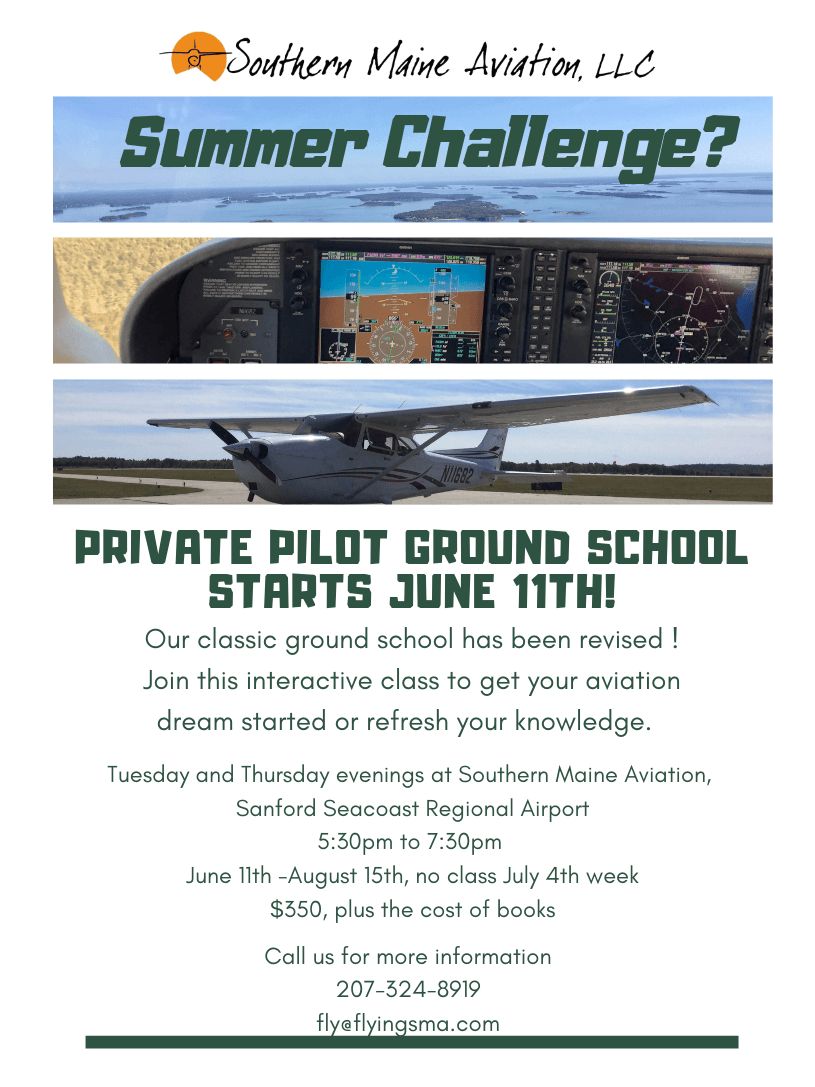 Southern Maine Aviation, LLC
Summer Challenge?
WARNING
N11682
PRIVATE PILOT GROUND SCHOOL
STARTS JUNE 11TH!
Our classic ground school has been revised !
Join this interactive class to get your aviation
dream started or refresh your knowledge.
Tuesday and Thursday evenings at Southern Maine Aviation,
Sanford Seacoast Regional Airport
5:30pm to 7:30pm
June 11th -August 15th, no class July 4th week
$350, plus the cost of books
Call us for more information
207-324-8919
fly@flyingsma.com